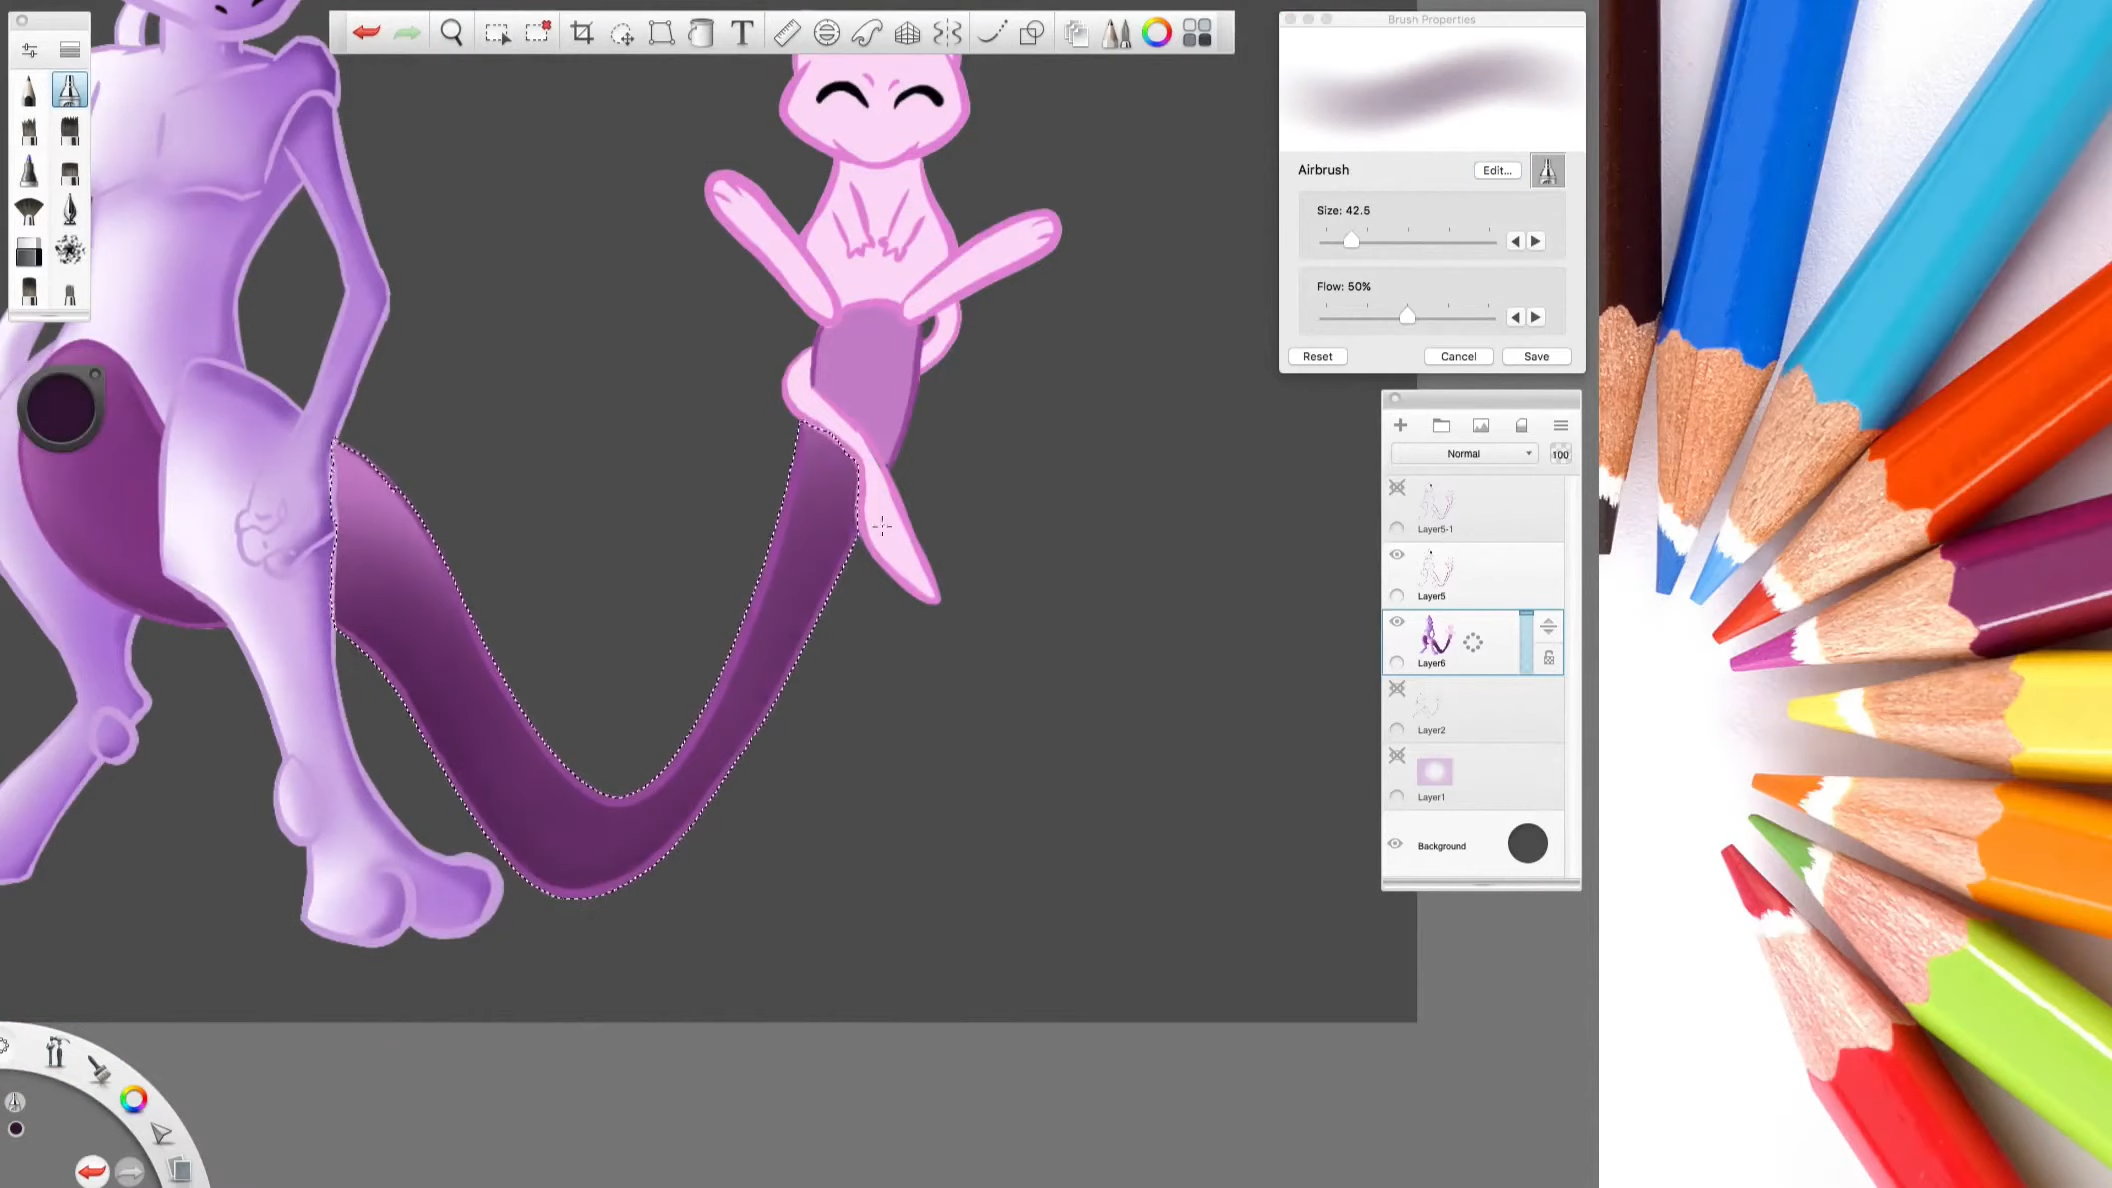 T
Brush Properties
Airbrush
Edit...
Size: 42.5
Flow: 50%
Reset
Cancel
Save
Normal
100
Layer5-1
Layer5
Layer6
Layer2
Layer1
Background